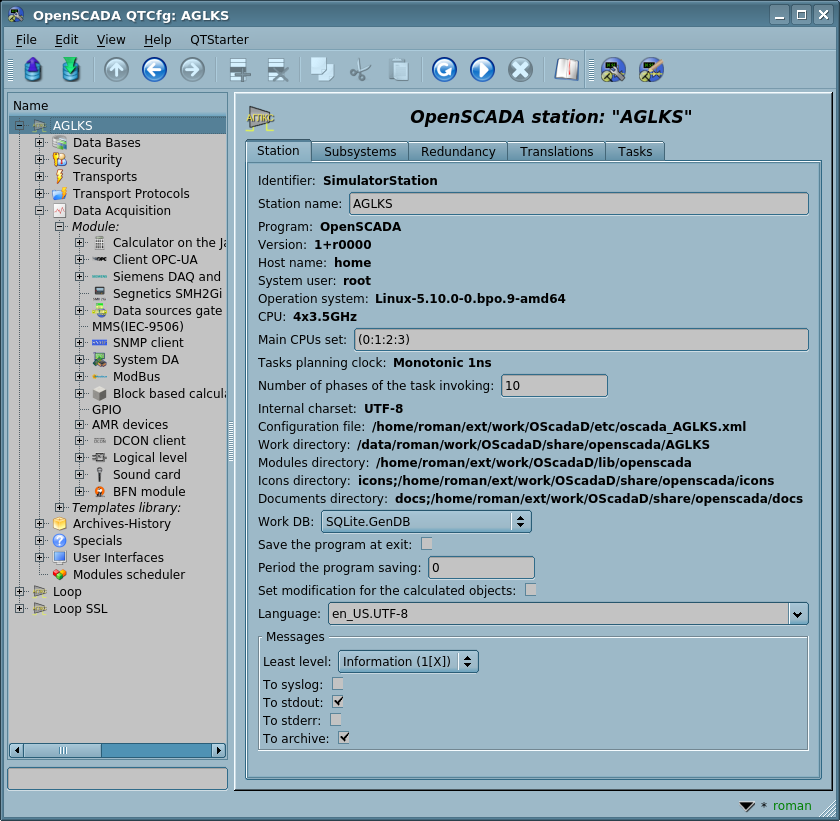 OpenSCADA QTCfg: AGLKS
File Edit View Help QTStarter
Name
AGLKS
Data Bases
Security
Transports
Transport Protocols
Data Acquisition
Module:
Calculator on the Ja
Client OPC-UA
Siemens DAQ and
Segnetics SMH2Gi
Data sources gate
MMS(IEC-9506)
SNMP client
System DA
ModBus
Block based calcula
GPIO
AMR devices
DCON client
Logical level
Sound card
BFN module
Templates library:
Archives-History
Specials
User Interfaces
Modules scheduler
Loop
Loop SSL
OpenSCADA station: "AGLKS"
Station Subsystems Redundancy Translations Tasks
Identifier: SimulatorStation
Station name: AGLKS
Program: OpenSCADA
Version: 1+r0000
Host name: home
System user: root
Operation system: Linux-5.10.0-0.bpo.9-amd64
CPU: 4x3.5GHz
Main CPUs set: (0:1:2:3)
Tasks planning clock: Monotonic 1ns
Number of phases of the task invoking: 10
Internal charset: UTF-8
Configuration file: /home/roman/ext/work/OScadaD/etc/oscada_AGLKS.xml
Work directory: /data/roman/work/OScadaD/share/openscada/AGLKS
Modules directory: /home/roman/ext/work/OScadaD/lib/openscada
Icons directory: icons;/home/roman/ext/work/OScadaD/share/openscada/icons
Documents directory: docs;/home/roman/ext/work/OScadaD/share/openscada/docs
Work DB: SQLite.GenDB
Save the program at exit:
Period the program saving: 0
Set modification for the calculated objects:
Language: en_US.UTF-8
Messages
Least level: Information (1[X])
To syslog:
To stdout:
To stderr:
To archive:
* roman